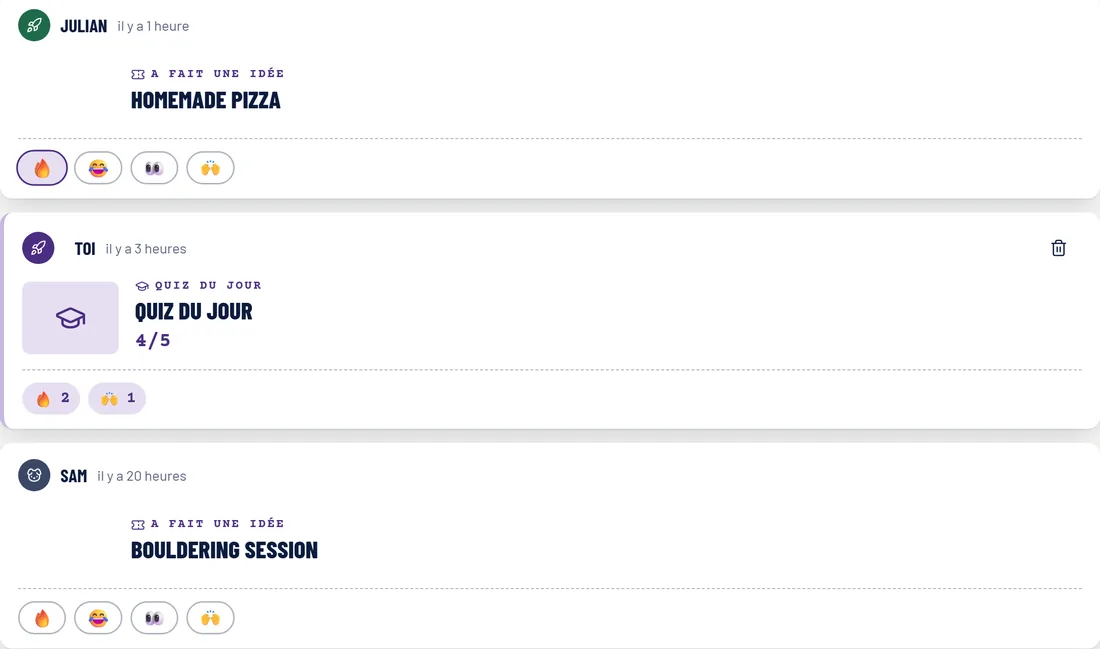 JULIAN il y a 1 heure
A FAIT UNE IDÉE
HOMEMADE PIZZA
TOI il y a 3 heures
QUIZ DU JOUR
QUIZ DU JOUR
4/5
2 1
SAM il y a 20 heures
A FAIT UNE IDÉE
BOULDERING SESSION